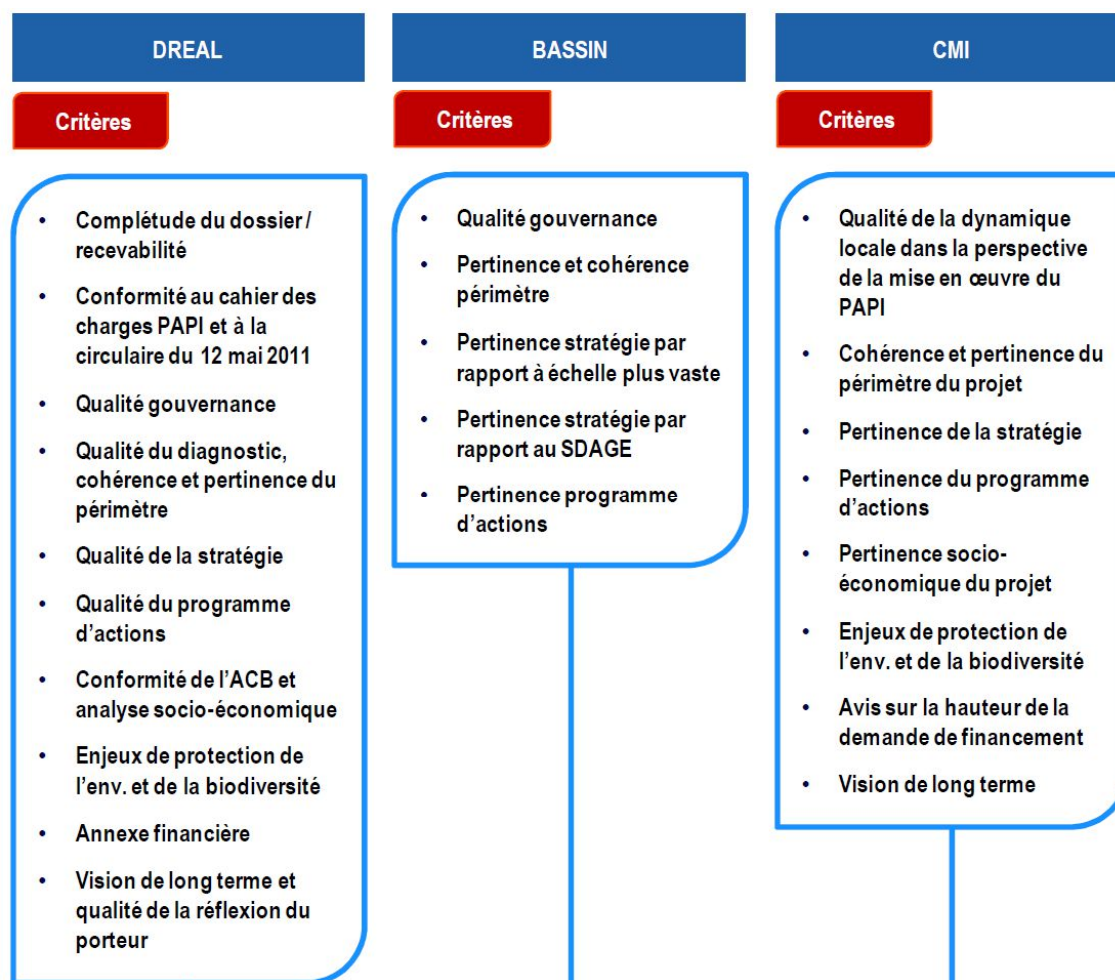 DREAL
Critères
• Complétude du dossier /
recevabilité
• Conformité au cahier des
charges PAPI et à la
circulaire du 12 mai 2011
• Qualité gouvernance
• Qualité du diagnostic,
cohérence et pertinence du
périmètre
• Qualité de la stratégie
• Qualité du programme
d'actions
• Conformité de l'ACB et
analyse socio-économique
• Enjeux de protection de
l'env. et de la biodiversité
• Annexe financière
• Vision de long terme et
qualité de la réflexion du
porteur
BASSIN
Critères
• Qualité gouvernance
• Pertinence et cohérence
périmètre
• Pertinence stratégie par
rapport à échelle plus vaste
• Pertinence stratégie par
rapport au SDAGE
• Pertinence programme
d'actions
CMI
Critères
• Qualité de la dynamique
locale dans la perspective
de la mise en œuvre du
PAPI
• Cohérence et pertinence du
périmètre du projet
• Pertinence de la stratégie
• Pertinence du programme
d'actions
• Pertinence socio-
économique du projet
• Enjeux de protection de
l'env. et de la biodiversité
• Avis sur la hauteur de la
demande de financement
• Vision de long terme